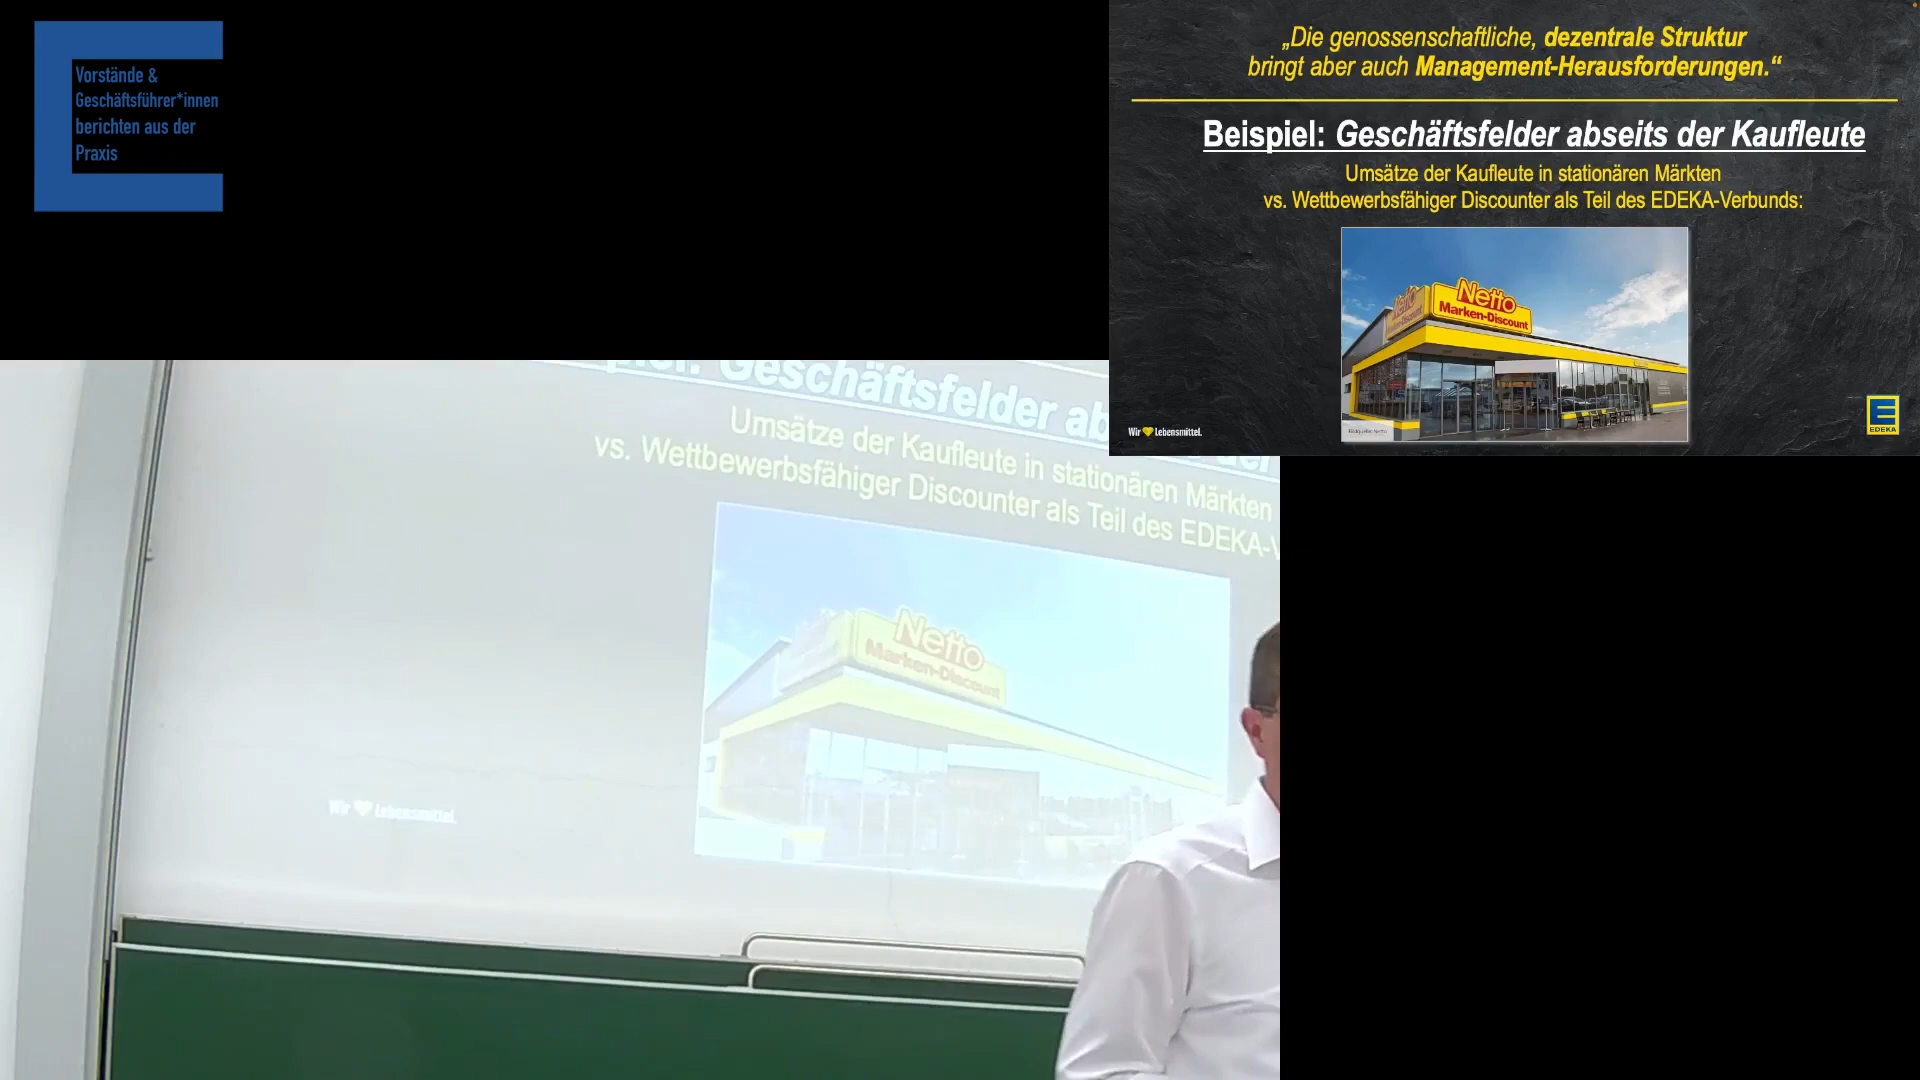 Vorstände &
Geschäftsführer*innen
berichten aus der
Praxis
„Die genossenschaftliche, dezentrale Struktur
bringt aber auch Management-Herausforderungen.“
Beispiel: Geschäftsfelder abseits der Kaufleute
Umsätze der Kaufleute in stationären Märkten
vs. Wettbewerbsfähiger Discounter als Teil des EDEKA-Verbunds:
Netto
Marken-Discount
Wir Lebensmittel.
EDEKA
Geschäftsfelder ab
Umsätze der Kaufleute in stationären Märkten
vs. Wettbewerbsfähiger Discounter als Teil des EDEKA-V
Netto
Marken-Discount
Wir Lebensmittel.